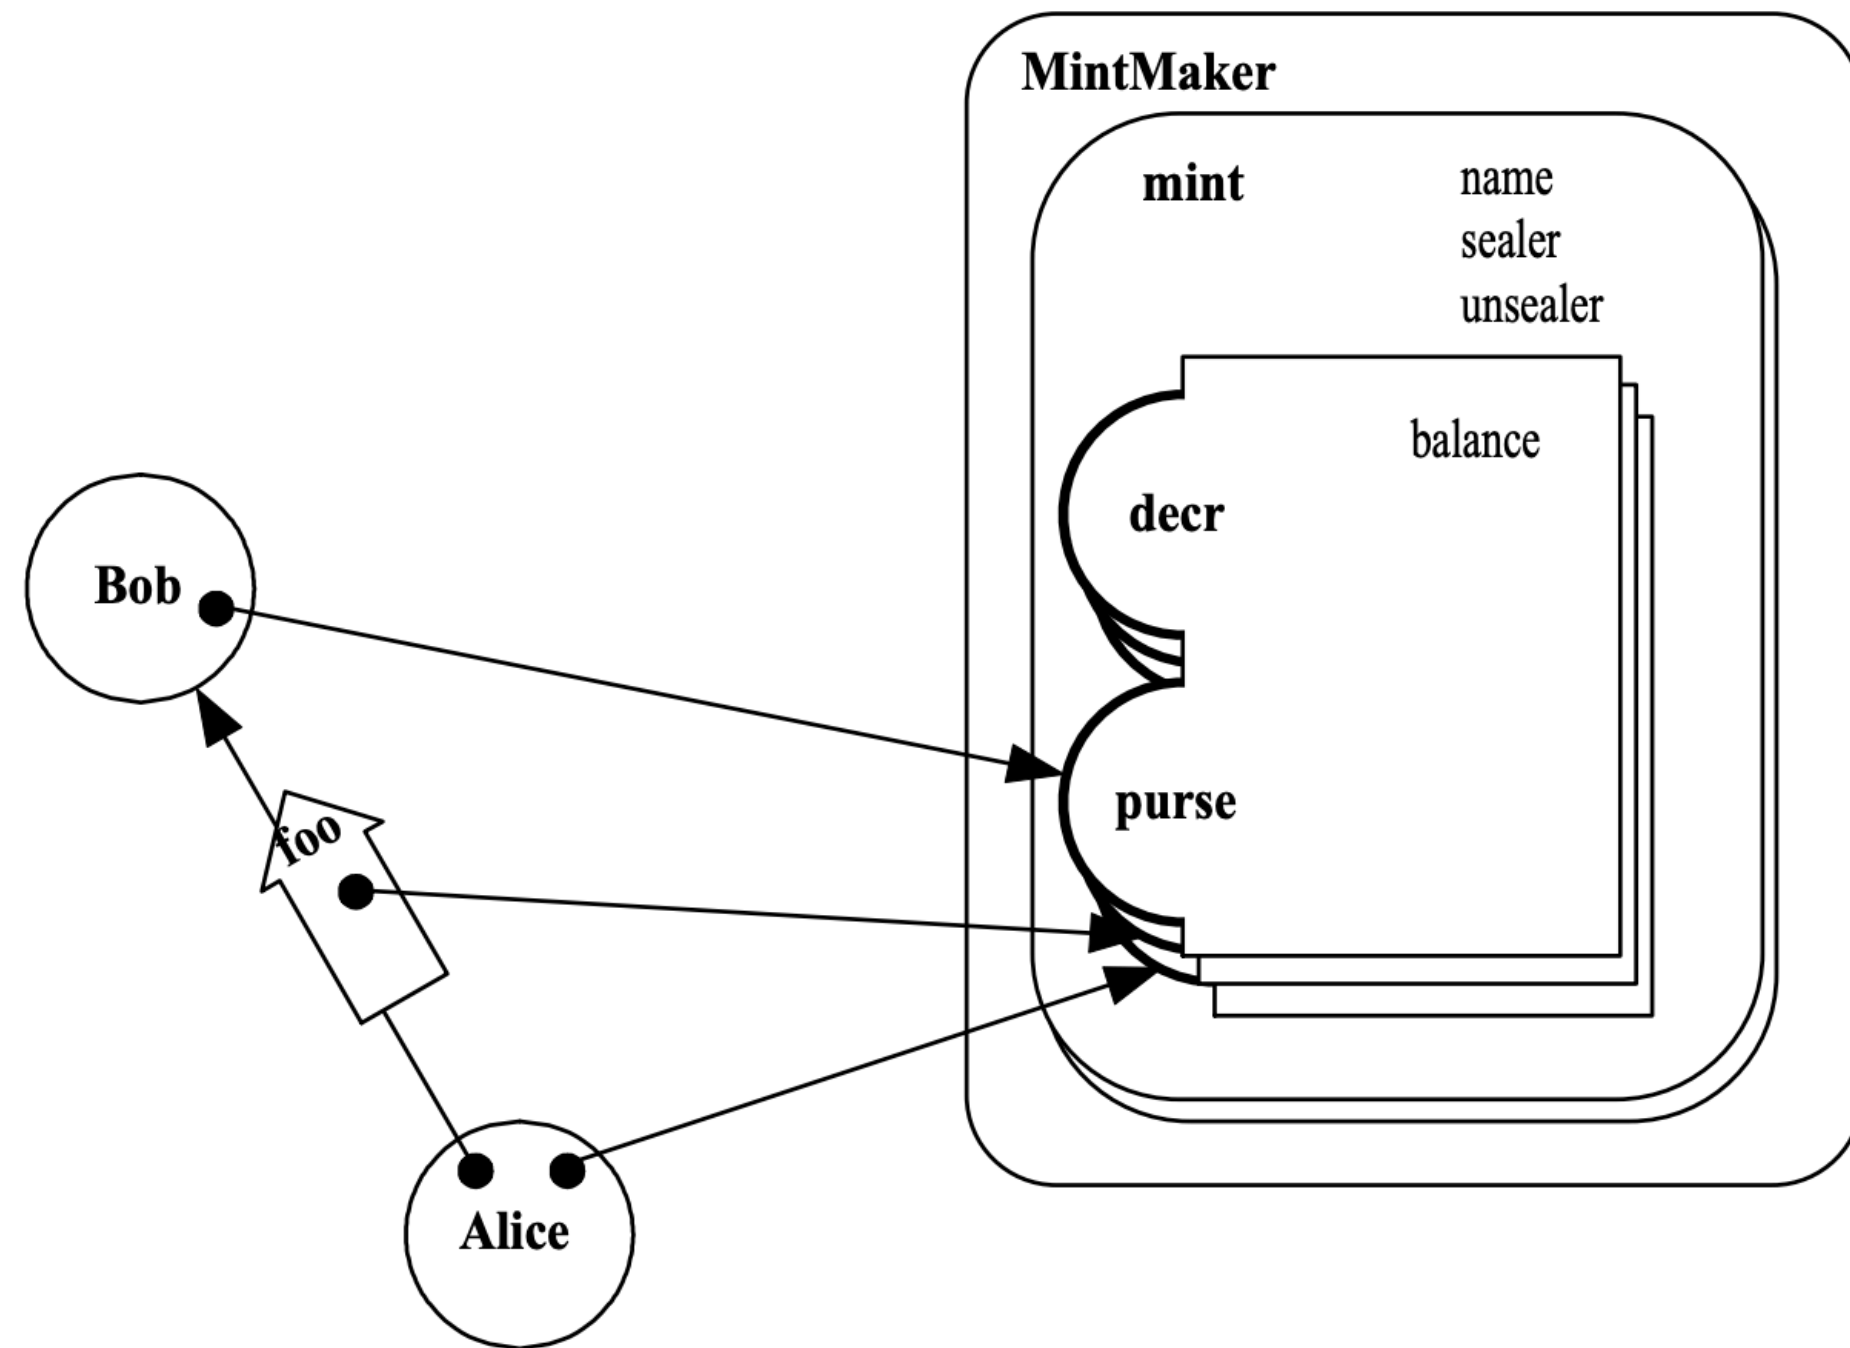 MintMaker
mint
name
sealer
unsealer
balance
decr
Bob
purse
foo
Alice